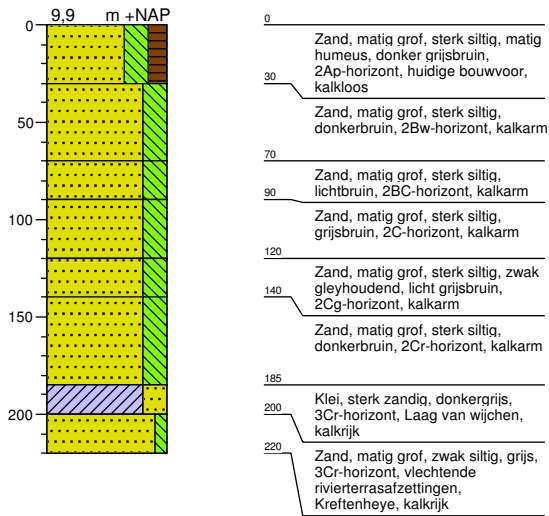 9,9 m +NAP
0
50
100
150
200
0
Zand, matig grof, sterk siltig, matig
humeus, donker grijsbruin,
2Ap-horizont, huidige bouwvoor,
kalkloos
30
Zand, matig grof, sterk siltig,
donkerbruin, 2Bw-horizont, kalkarm
70
Zand, matig grof, sterk siltig,
lichtbruin, 2BC-horizont, kalkarm
90
Zand, matig grof, sterk siltig,
grijsbruin, 2C-horizont, kalkarm
120
Zand, matig grof, sterk siltig, zwak
gleyhoudend, licht grijsbruin,
2Cg-horizont, kalkarm
140
Zand, matig grof, sterk siltig,
donkerbruin, 2Cr-horizont, kalkarm
185
Klei, sterk zandig, donkergrijs,
3Cr-horizont, Laag van wijchen,
kalkrijk
200
Zand, matig grof, zwak siltig, grijs,
3Cr-horizont, vlechtende
rivierterrasafzettingen,
Kreftenheye, kalkrijk
220